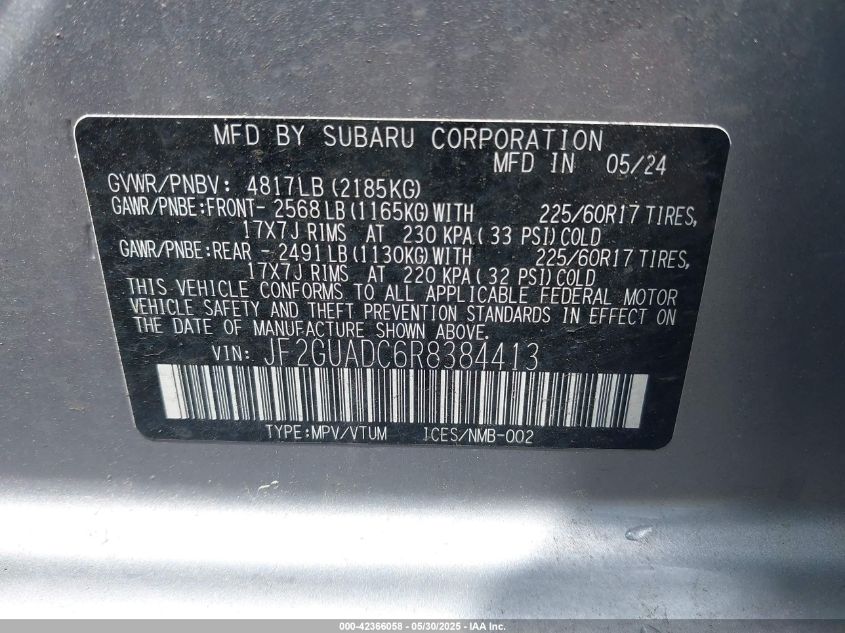 MFD BY SUBARU CORPORATION
MFD IN 05/24
GVWR/PNBV: 4817LB (2185KG)
GAWR/PNBE:FRONT- 2568LB(1165KG)WITH 225/60R17 TIRES,
17X7J RIMS AT 230 KPA( 33 PSI)COLD
GAWR/PNBE:REAR - 2491LB(1130KG)WITH 225/60R17 TIRES,
17X7J RIMS AT 220 KPA( 32 PSI)COLD
THIS VEHICLE CONFORMS TO ALL APPLICABLE FEDERAL MOTOR
VEHICLE SAFETY AND THEFT PREVENTION STANDARDS IN EFFECT ON
THE DATE OF MANUFACTURE SHOWN ABOVE.
VIN: JF2GUADC6R8384413
TYPE:MPV/VTUM ICES/NMB-002
000-42366058 - 05/30/2025 - IAA Inc.